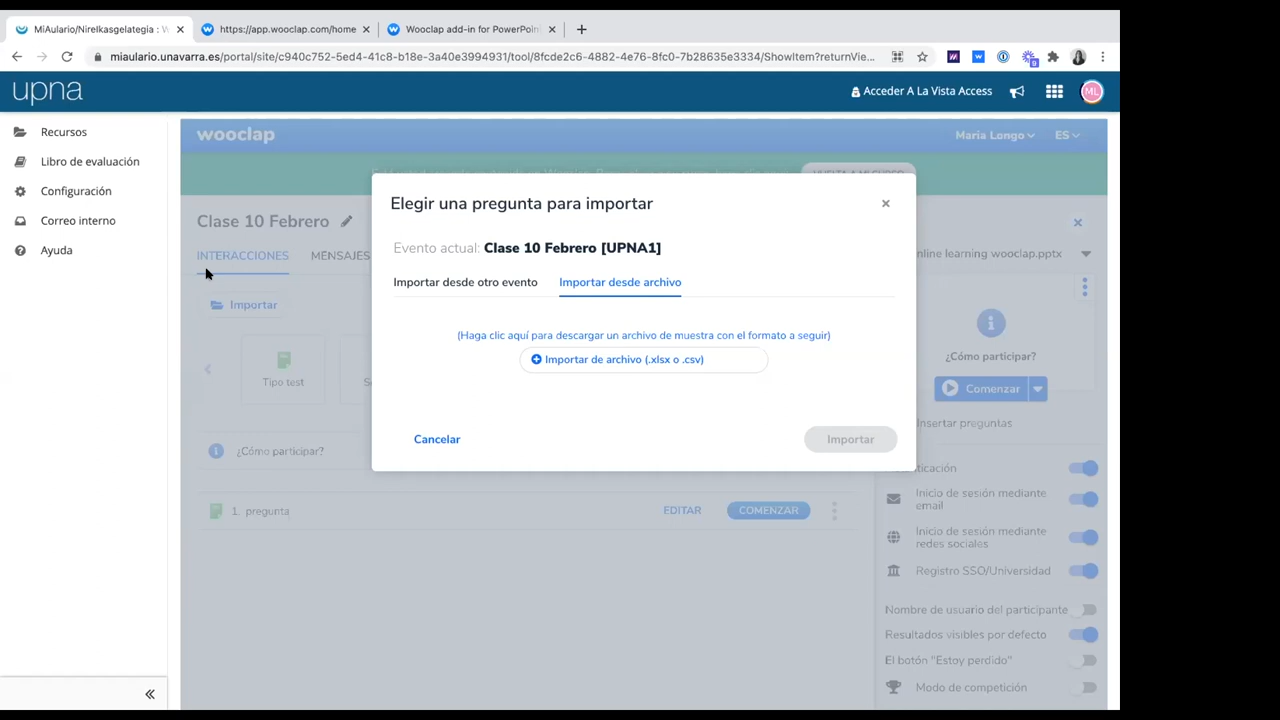 MiAulario/Nirelkasgelategia : W
https://app.wooclap.com/home
Wooclap add-in for PowerPoin
miaulario.unavarra.es/portal/site/c940c752-5ed4-41c8-b18e-3a40e3994931/tool/8fcde2c6-4882-4e76-8fc0-7b28635e3334/ShowItem?returnVie...
upna
Acceder A La Vista Access
ML
Recursos
Libro de evaluación
Configuración
Correo interno
Ayuda
wooclap
Maria Longo
ES
Clase 10 Febrero
INTERACCIONES
MENSAJES
Importar
Tipo test
¿Cómo participar?
1. pregunta
EDITAR
COMENZAR
Elegir una pregunta para importar
Evento actual: Clase 10 Febrero [UPNA1]
Importar desde otro evento
Importar desde archivo
(Haga clic aquí para descargar un archivo de muestra con el formato a seguir)
Importar de archivo (.xlsx o .csv)
Cancelar
Importar
nline learning wooclap.pptx
¿Cómo participar?
Comenzar
Insertar preguntas
ticación
Inicio de sesión mediante
email
Inicio de sesión mediante
redes sociales
Registro SSO/Universidad
Nombre de usuario del participante
Resultados visibles por defecto
El botón "Estoy perdido"
Modo de competición